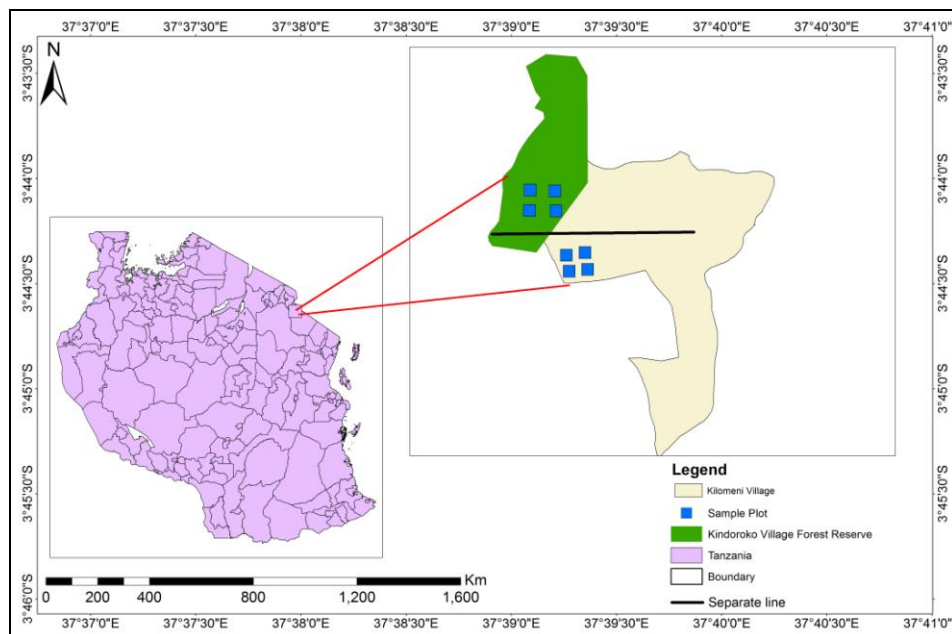 37°37'0"E 37°37'30"E 37°38'0"E 37°38'30"E 37°39'0"E 37°39'30"E 37°40'0"E 37°40'30"E 37°41'0"E
N
3°43'30"S 3°43'30"S
3°44'0"S 3°44'0"S
3°44'30"S 3°44'30"S
3°45'0"S 3°45'0"S
3°45'30"S 3°45'30"S
3°46'0"S 3°46'0"S
Legend
Kilomeni Village
Sample Plot
Kindoroko Village Forest Reserve
Tanzania
Boundary
Separate line
Km
0 200 400 800 1,200 1,600
37°37'0"E 37°37'30"E 37°38'0"E 37°38'30"E 37°39'0"E 37°39'30"E 37°40'0"E 37°40'30"E 37°41'0"E